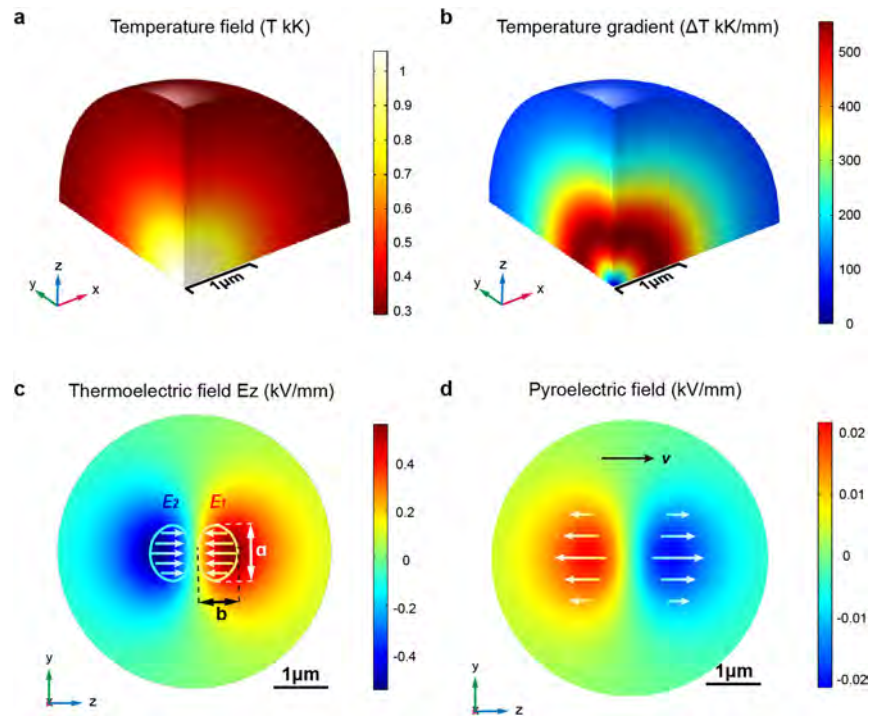 a
Temperature field (T kK)
1
0.9
0.8
0.7
0.6
0.5
0.4
0.3
1μm
z
y
x
b
Temperature gradient (ΔT kK/mm)
500
400
300
200
100
0
1μm
z
y
x
c
Thermoelectric field Ez (kV/mm)
E2
E1
a
b
0.4
0.2
0
-0.2
-0.4
y
z
1μm
d
Pyroelectric field (kV/mm)
v
0.02
0.01
0
-0.01
-0.02
y
z
1μm